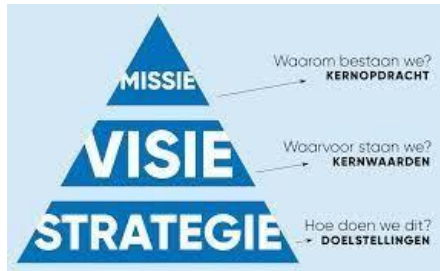 MISSIE
Waarom bestaan we?
KERNOPDRACHT
VISIE
Waarvoor staan we?
KERNWAARDEN
STRATEGIE
Hoe doen we dit?
DOELSTELLINGEN